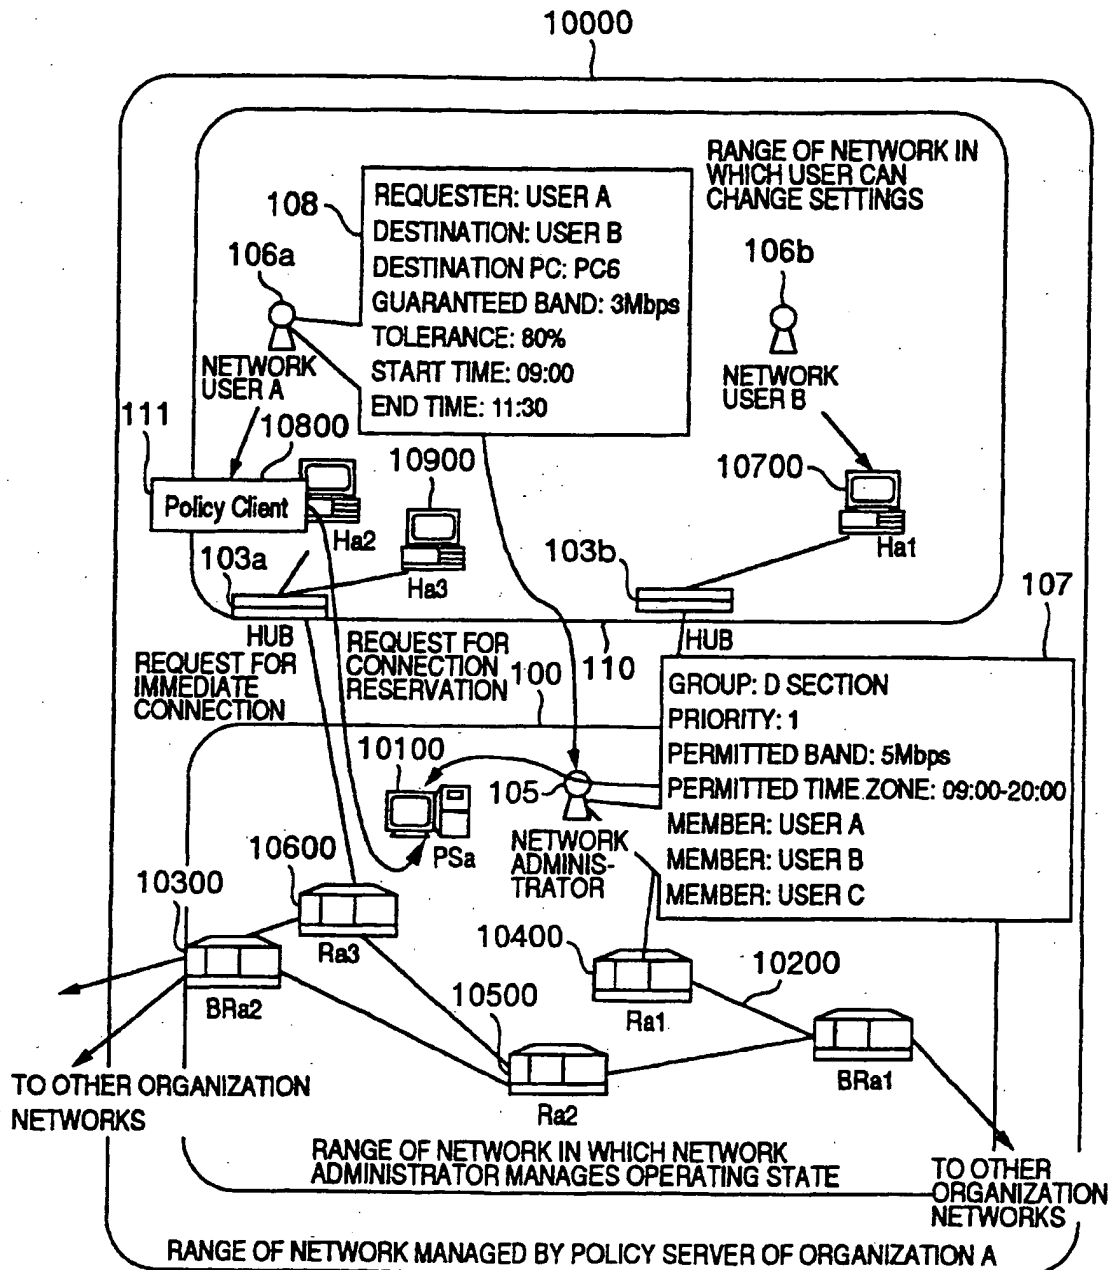 10000
RANGE OF NETWORK IN
WHICH USER CAN
CHANGE SETTINGS
108
REQUESTER: USER A
DESTINATION: USER B
DESTINATION PC: PC6
GUARANTEED BAND: 3Mbps
TOLERANCE: 80%
START TIME: 09:00
END TIME: 11:30
106a
NETWORK
USER A
106b
NETWORK
USER B
111
10800
Policy Client
Ha2
10900
Ha3
10700
Ha1
103a
HUB
103b
HUB
107
REQUEST FOR
IMMEDIATE
CONNECTION
REQUEST FOR
CONNECTION
RESERVATION
100
110
GROUP: D SECTION
PRIORITY: 1
PERMITTED BAND: 5Mbps
PERMITTED TIME ZONE: 09:00-20:00
MEMBER: USER A
MEMBER: USER B
MEMBER: USER C
10100
PSa
105
NETWORK
ADMINIS-
TRATOR
10600
Ra3
10300
BRa2
10400
Ra1
10200
10500
Ra2
BRa1
TO OTHER ORGANIZATION
NETWORKS
RANGE OF NETWORK IN WHICH NETWORK
ADMINISTRATOR MANAGES OPERATING STATE
TO OTHER
ORGANIZATION
NETWORKS
RANGE OF NETWORK MANAGED BY POLICY SERVER OF ORGANIZATION A